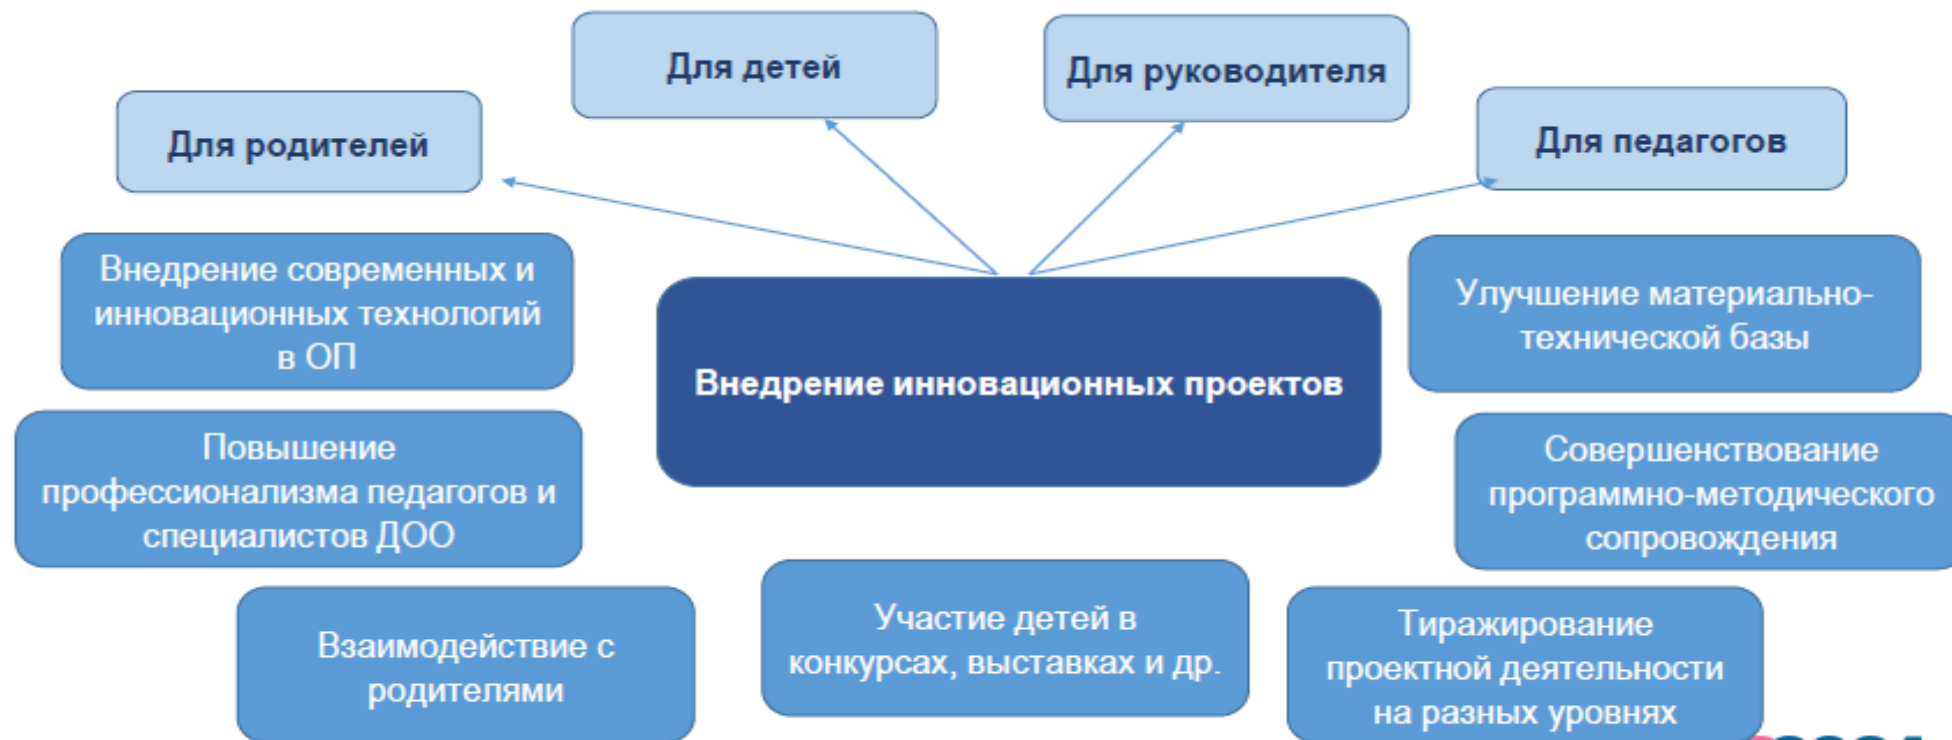 Для детей
Для руководителя
Для родителей
Для педагогов
Внедрение современных и
инновационных технологий
в ОП
Улучшение материально-
технической базы
Внедрение инновационных проектов
Повышение
профессионализма педагогов и
специалистов ДОО
Совершенствование
программно-методического
сопровождения
Взаимодействие с
родителями
Участие детей в
конкурсах, выставках и др.
Тиражирование
проектной деятельности
на разных уровнях